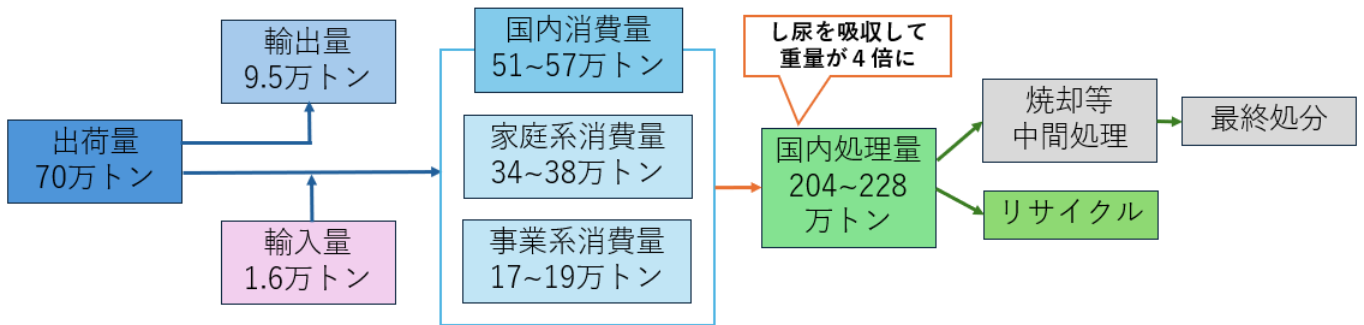 出荷量
70万トン
輸出量
9.5万トン
輸入量
1.6万トン
国内消費量
51~57万トン
家庭系消費量
34~38万トン
事業系消費量
17~19万トン
し尿を吸収して
重量が4倍に
国内処理量
204~228
万トン
焼却等
中間処理
最終処分
リサイクル